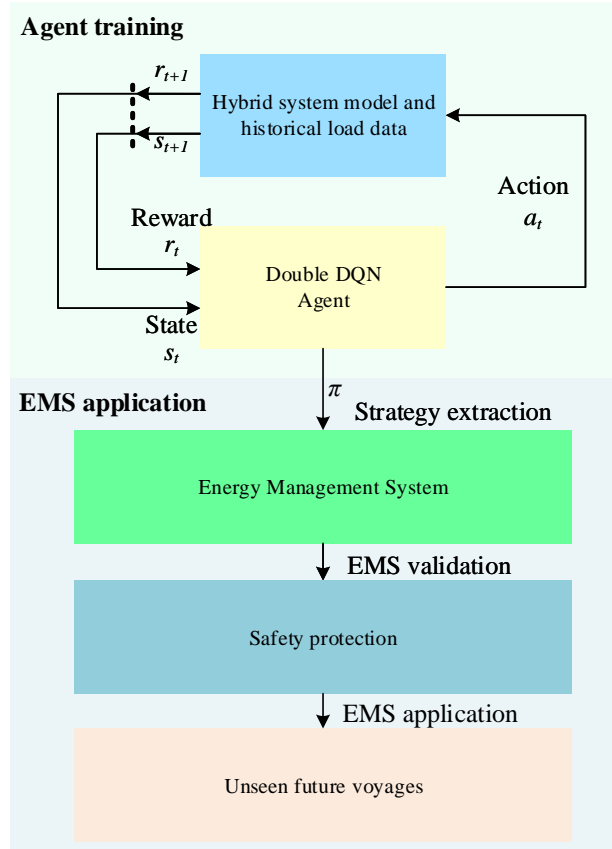 Agent training
r_{t+1}
Hybrid system model and
historical load data
s_{t+1}
Action
a_t
Reward
r_t
Double DQN
Agent
State
s_t
π
EMS application
Strategy extraction
Energy Management System
EMS validation
Safety protection
EMS application
Unseen future voyages